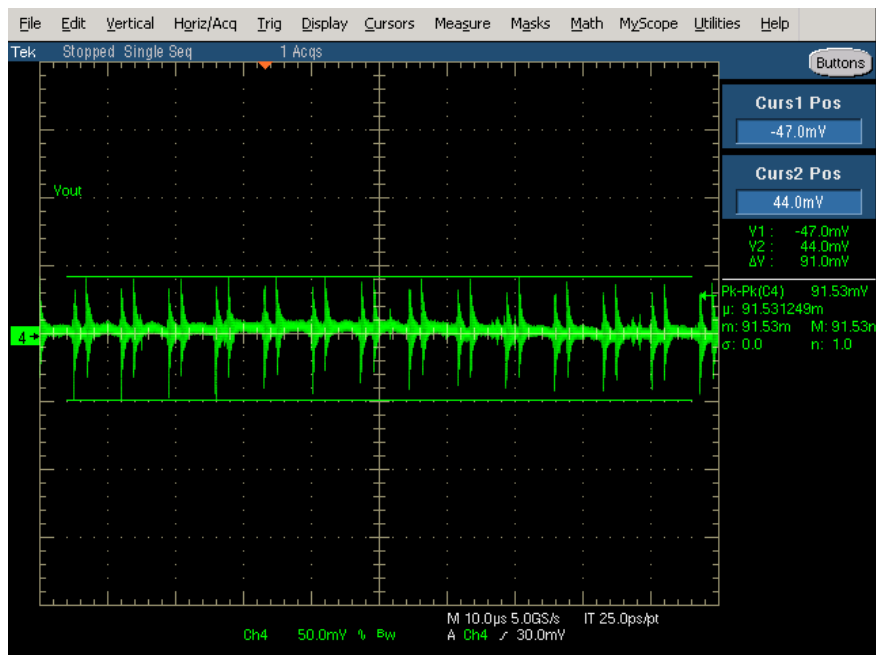 File Edit Vertical Horiz/Acq Trig Display Cursors Measure Masks Math MyScope Utilities Help
Tek Stopped Single Seq 1 Acqs
Buttons
Curs1 Pos
-47.0mV
Curs2 Pos
44.0mV
V1 : -47.0mV
V2 : 44.0mV
ΔV : 91.0mV
Pk-Pk(C4) 91.53mV
µ: 91.531249m
m: 91.53m M: 91.53m
σ: 0.0 n: 1.0
Vout
4
M 10.0µs 5.0GS/s IT 25.0ps/pt
Ch4 50.0mV Bw A Ch4 30.0mV